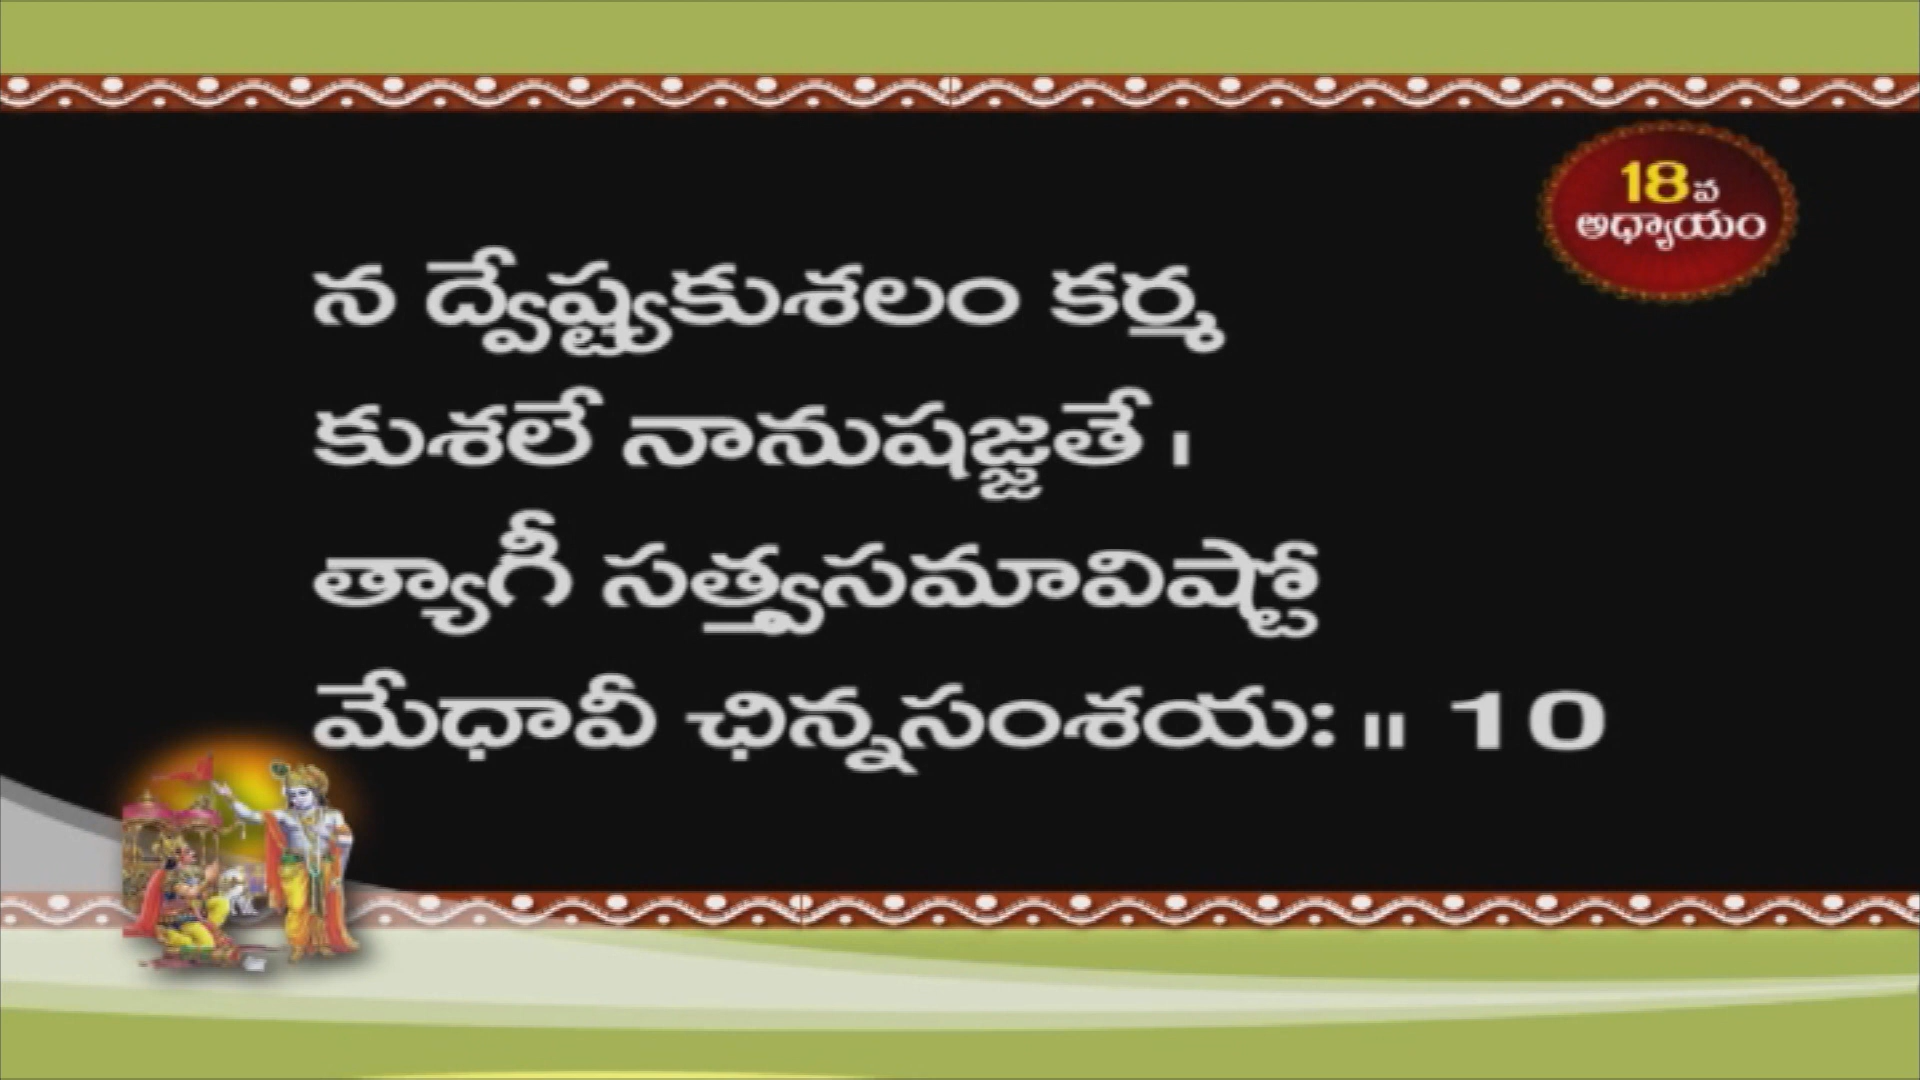 18వ
అధ్యాయం
న ద్వేష్ట్యకుశలం కర్మ
కుశలే నానుషజ్జతే ।
త్యాగీ సత్త్వసమావిష్టో
మేధావీ ఛిన్నసంశయః ॥ 10